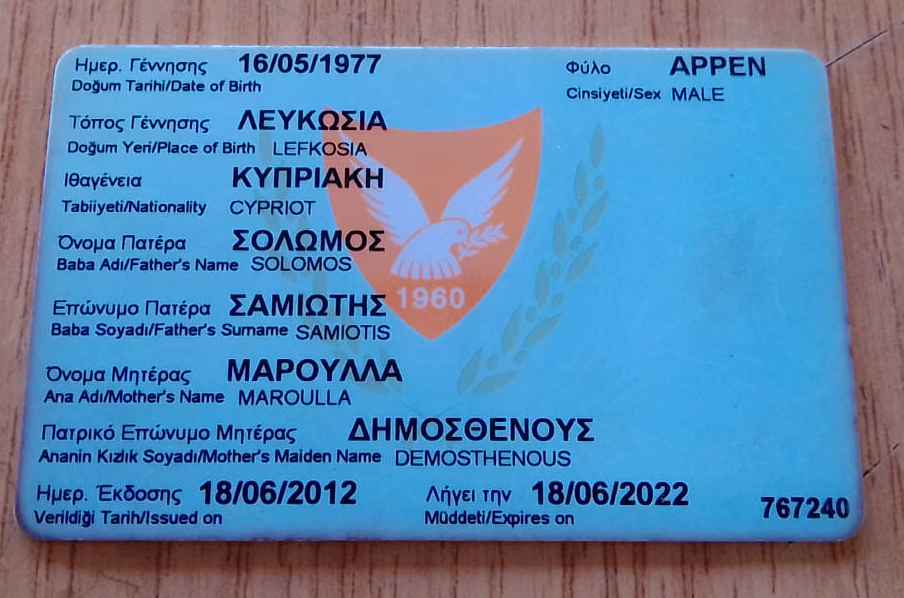 Ημερ. Γέννησης 16/05/1977 Φύλο ΑΡΡΕΝ
Doğum Tarihi/Date of Birth Cinsiyeti/Sex MALE
Τόπος Γέννησης ΛΕΥΚΩΣΙΑ
Doğum Yeri/Place of Birth LEFKOSIA
Ιθαγένεια ΚΥΠΡΙΑΚΗ
Tabiiyeti/Nationality CYPRIOT
Όνομα Πατέρα ΣΟΛΩΜΟΣ
Baba Adı/Father's Name SOLOMOS
Επώνυμο Πατέρα ΣΑΜΙΩΤΗΣ
Baba Soyadı/Father's Surname SAMIOTIS
1960
Όνομα Μητέρας ΜΑΡΟΥΛΛΑ
Ana Adı/Mother's Name MAROULLA
Πατρικό Επώνυμο Μητέρας ΔΗΜΟΣΘΕΝΟΥΣ
Ananin Kızlık Soyadı/Mother's Maiden Name DEMOSTHENOUS
Ημερ. Έκδοσης 18/06/2012 Λήγει την 18/06/2022
Verildiği Tarih/Issued on Müddeti/Expires on 767240